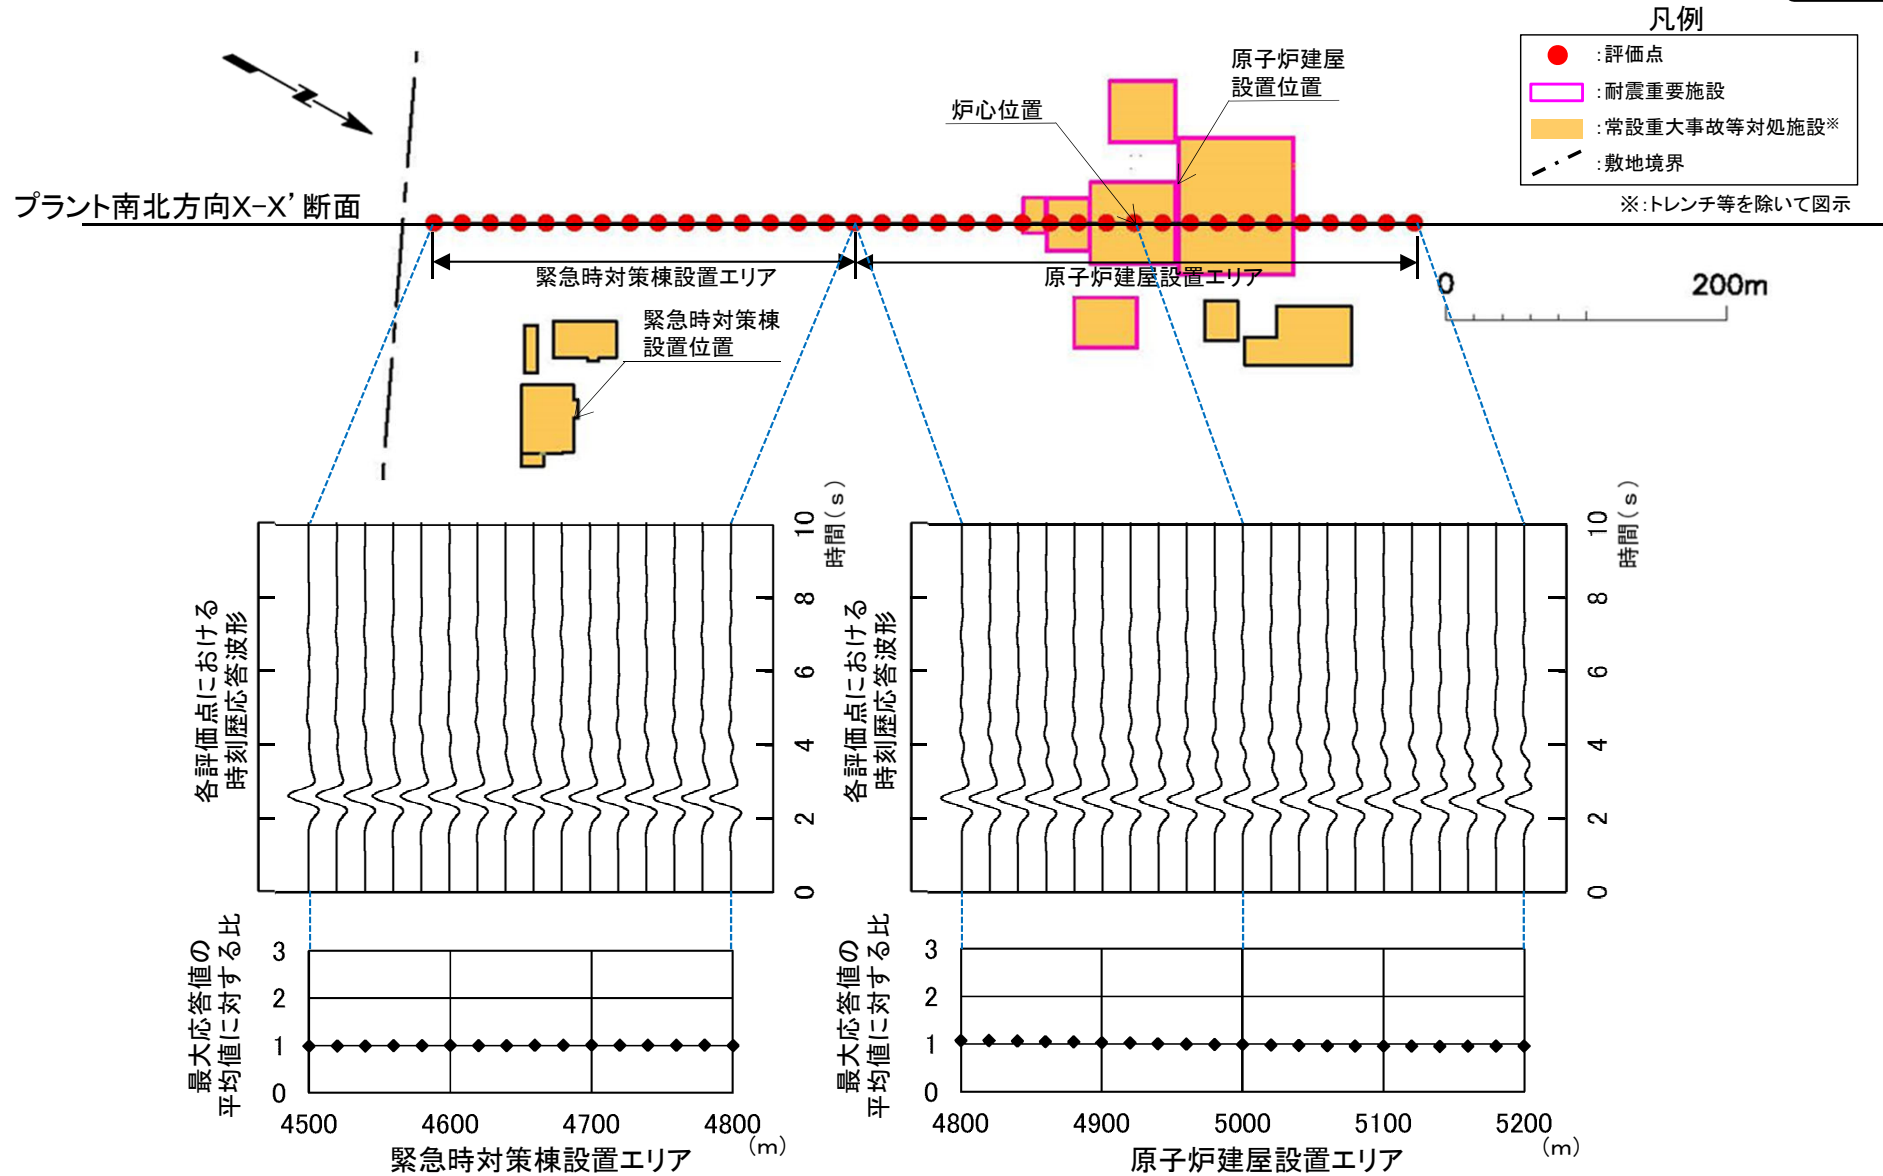 凡例
:評価点
:耐震重要施設
:常設重大事故等対処施設※
:敷地境界
※:トレンチ等を除いて図示
原子炉建屋
設置位置
炉心位置
プラント南北方向X-X’断面
緊急時対策棟設置エリア
原子炉建屋設置エリア
0
200m
緊急時対策棟
設置位置
各評価点における
時刻歴応答波形
0
2
4
6
8
10
時間(s)
各評価点における
時刻歴応答波形
0
2
4
6
8
10
時間(s)
最大応答値の
平均値に対する比
3
2
1
0
4500
4600
4700
4800
(m)
緊急時対策棟設置エリア
最大応答値の
平均値に対する比
3
2
1
0
4800
4900
5000
5100
5200
(m)
原子炉建屋設置エリア